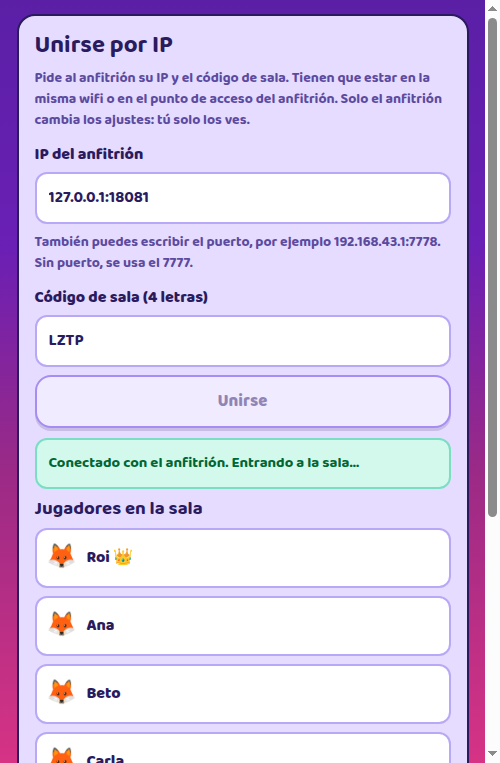 Unirse por IP
Pide al anfitrión su IP y el código de sala. Tienen que estar en la
misma wifi o en el punto de acceso del anfitrión. Solo el anfitrión
cambia los ajustes: tú solo los ves.
IP del anfitrión
127.0.0.1:18081
También puedes escribir el puerto, por ejemplo 192.168.43.1:7778.
Sin puerto, se usa el 7777.
Código de sala (4 letras)
LZTP
Unirse
Conectado con el anfitrión. Entrando a la sala...
Jugadores en la sala
Roi 👑
Ana
Beto
Carla